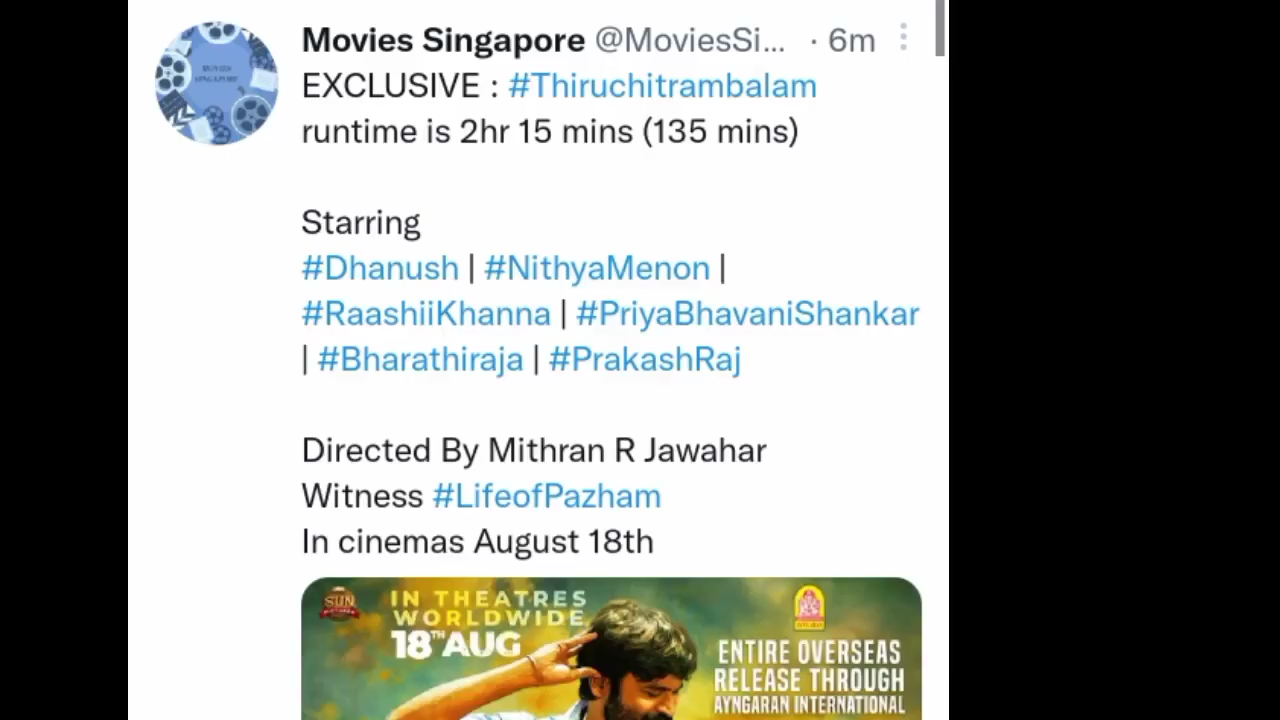 Movies Singapore @MoviesSi... · 6m
EXCLUSIVE : #Thiruchitrambalam
runtime is 2hr 15 mins (135 mins)
Starring
#Dhanush | #NithyaMenon |
#RaashiiKhanna | #PriyaBhavaniShankar
| #Bharathiraja | #PrakashRaj
Directed By Mithran R Jawahar
Witness #LifeofPazham
In cinemas August 18th
SUN
IN THEATRES
WORLDWIDE
18TH AUG
ENTIRE OVERSEAS
RELEASE THROUGH
AYNGARAN INTERNATIONAL